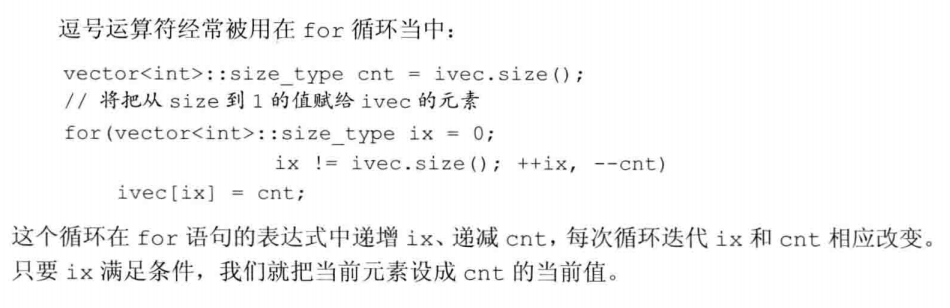 逗号运算符经常被用在 for 循环当中：
vector<int>::size_type cnt = ivec.size();
// 将把从 size 到 1 的值赋给 ivec 的元素
for(vector<int>::size_type ix = 0;
ix != ivec.size(); ++ix, --cnt)
ivec[ix] = cnt;
这个循环在 for 语句的表达式中递增 ix、递减 cnt，每次循环迭代 ix 和 cnt 相应改变。
只要 ix 满足条件，我们就把当前元素设成 cnt 的当前值。